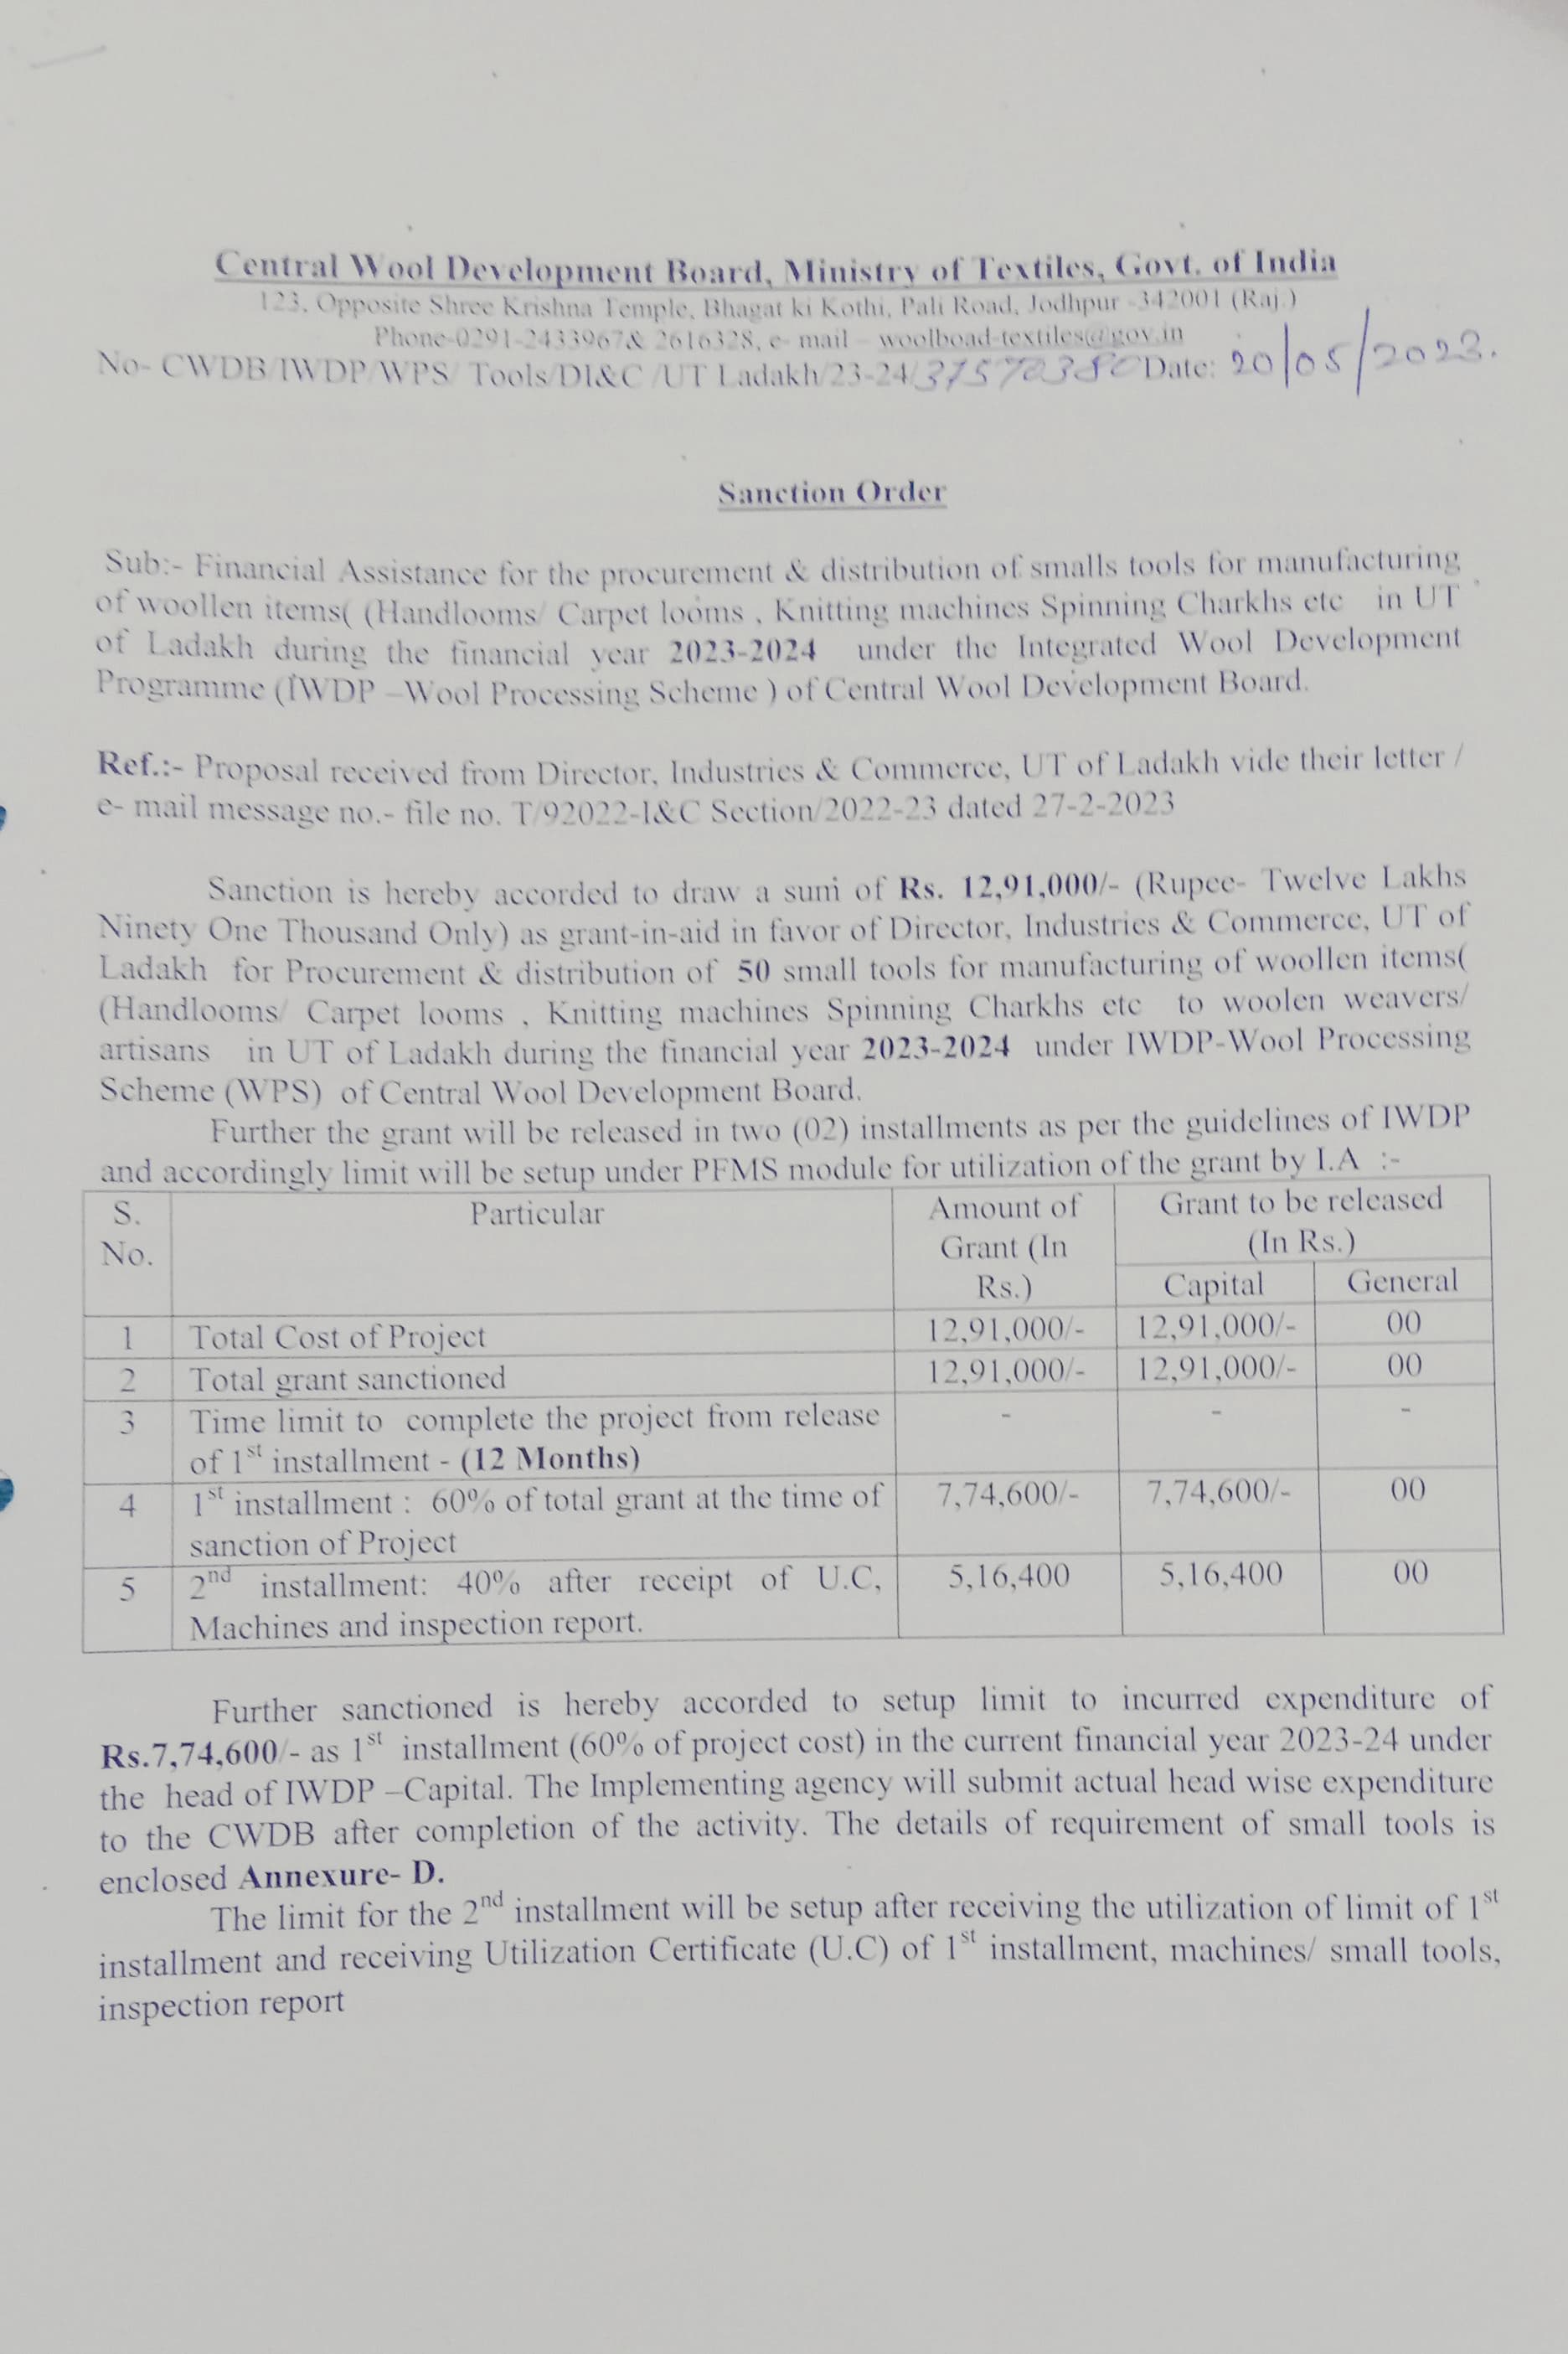 Central Wool Development Board, Ministry of Textiles, Govt. of India
123, Opposite Shree Krishna Temple, Bhagat ki Kothi, Pali Road, Jodhpur -342001 (Raj.)
Phone-0291-2433967& 2616328, e- mail – woolboad-textiles@gov.in
No- CWDB/IWDP/WPS/ Tools/DI&C /UT Ladakh/23-24/ Date: 20/05/2023.
Sanction Order
Sub:- Financial Assistance for the procurement & distribution of smalls tools for manufacturing
of woollen items( (Handlooms/ Carpet looms , Knitting machines Spinning Charkhs etc in UT
of Ladakh during the financial year 2023-2024 under the Integrated Wool Development
Programme (IWDP –Wool Processing Scheme ) of Central Wool Development Board.
Ref.:- Proposal received from Director, Industries & Commerce, UT of Ladakh vide their letter /
e- mail message no.- file no. T/92022-I&C Section/2022-23 dated 27-2-2023
Sanction is hereby accorded to draw a sum of Rs. 12,91,000/- (Rupee- Twelve Lakhs
Ninety One Thousand Only) as grant-in-aid in favor of Director, Industries & Commerce, UT of
Ladakh for Procurement & distribution of 50 small tools for manufacturing of woollen items(
(Handlooms/ Carpet looms , Knitting machines Spinning Charkhs etc to woolen weavers/
artisans in UT of Ladakh during the financial year 2023-2024 under IWDP-Wool Processing
Scheme (WPS) of Central Wool Development Board.
Further the grant will be released in two (02) installments as per the guidelines of IWDP
and accordingly limit will be setup under PFMS module for utilization of the grant by I.A :-
S. No. Particular Amount of Grant (In Rs.) Grant to be released (In Rs.)
Capital General
1 Total Cost of Project 12,91,000/- 12,91,000/- 00
2 Total grant sanctioned 12,91,000/- 12,91,000/- 00
3 Time limit to complete the project from release - - -
of 1st installment - (12 Months)
4 1st installment : 60% of total grant at the time of 7,74,600/- 7,74,600/- 00
sanction of Project
5 2nd installment: 40% after receipt of U.C, 5,16,400 5,16,400 00
Machines and inspection report.
Further sanctioned is hereby accorded to setup limit to incurred expenditure of
Rs.7,74,600/- as 1st installment (60% of project cost) in the current financial year 2023-24 under
the head of IWDP –Capital. The Implementing agency will submit actual head wise expenditure
to the CWDB after completion of the activity. The details of requirement of small tools is
enclosed Annexure- D.
The limit for the 2nd installment will be setup after receiving the utilization of limit of 1st
installment and receiving Utilization Certificate (U.C) of 1st installment, machines/ small tools,
inspection report